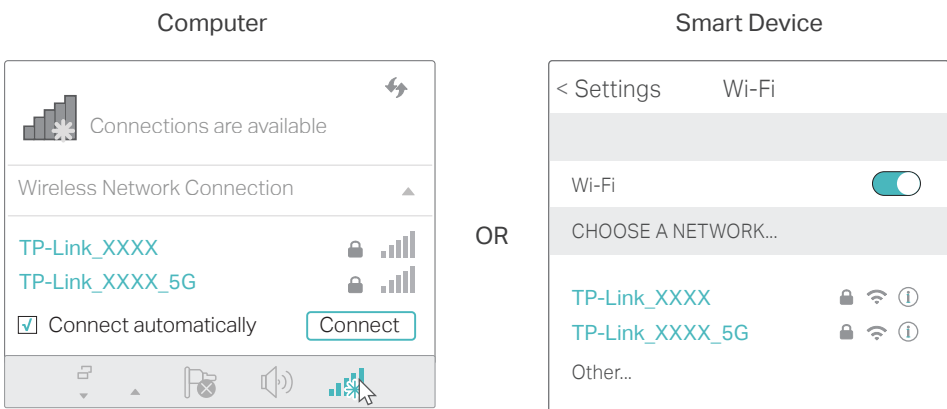 Computer
Connections are available
Wireless Network Connection
TP-Link_XXXX
TP-Link_XXXX_5G
Connect automatically
Connect
OR
Smart Device
< Settings Wi-Fi
Wi-Fi
CHOOSE A NETWORK...
TP-Link_XXXX
TP-Link_XXXX_5G
Other...